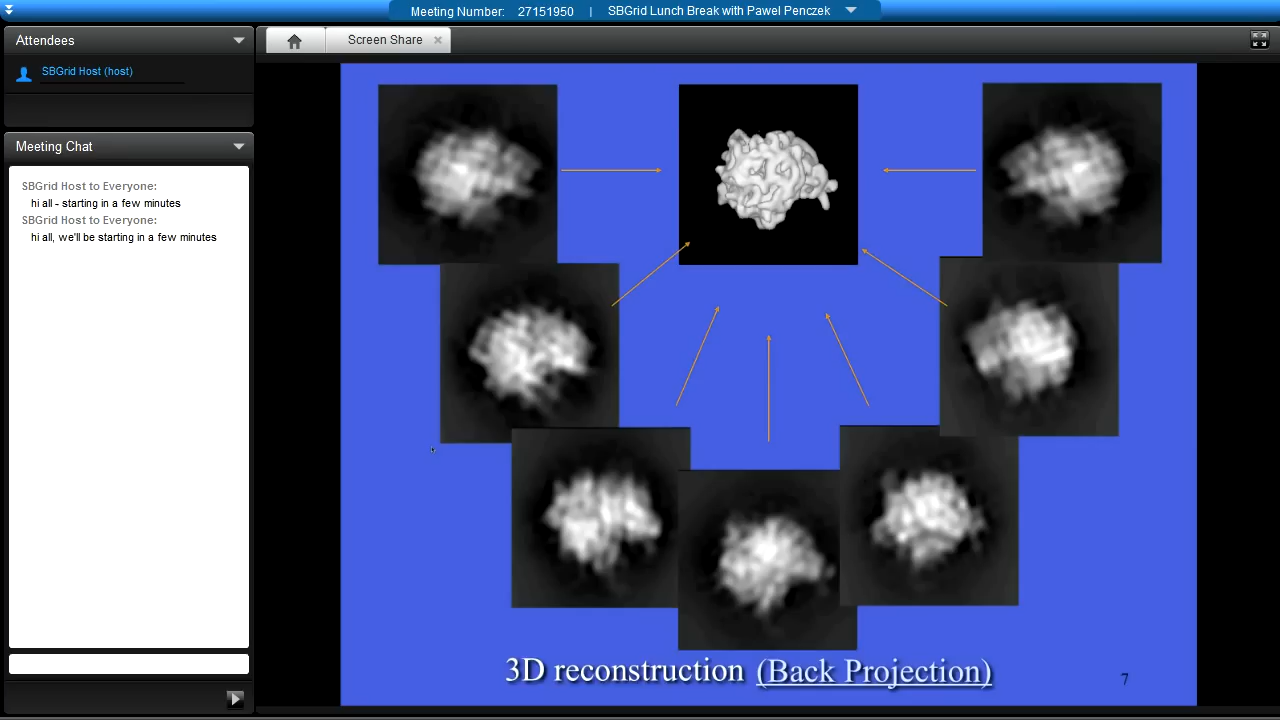 Meeting Number: 27151950 | SBGrid Lunch Break with Pawel Penczek
Attendees
SBGrid Host (host)
Meeting Chat
SBGrid Host to Everyone:
hi all - starting in a few minutes
SBGrid Host to Everyone:
hi all, we'll be starting in a few minutes
Screen Share
3D reconstruction (Back Projection)
7